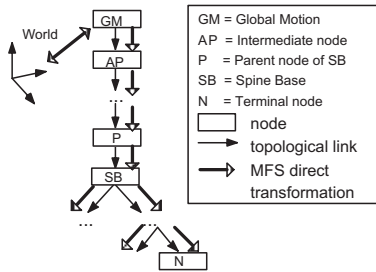 World
GM
AP
...
P
SB
...
...
N
GM = Global Motion
AP = Intermediate node
P = Parent node of SB
SB = Spine Base
N = Terminal node
node
topological link
MFS direct
transformation